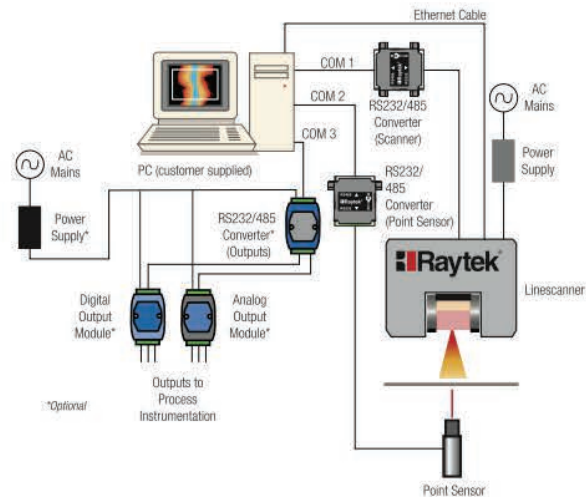 Ethernet Cable
COM 1
COM 2
COM 3
RS232/485
Converter
(Scanner)
AC
Mains
Power
Supply
PC (customer supplied)
AC
Mains
Power
Supply*
RS232/485
Converter*
(Outputs)
RS232/
485
Converter
(Point Sensor)
Raytek
Raytek
Linescanner
Digital
Output
Module*
Analog
Output
Module*
Outputs to
Process
Instrumentation
*Optional
Point Sensor